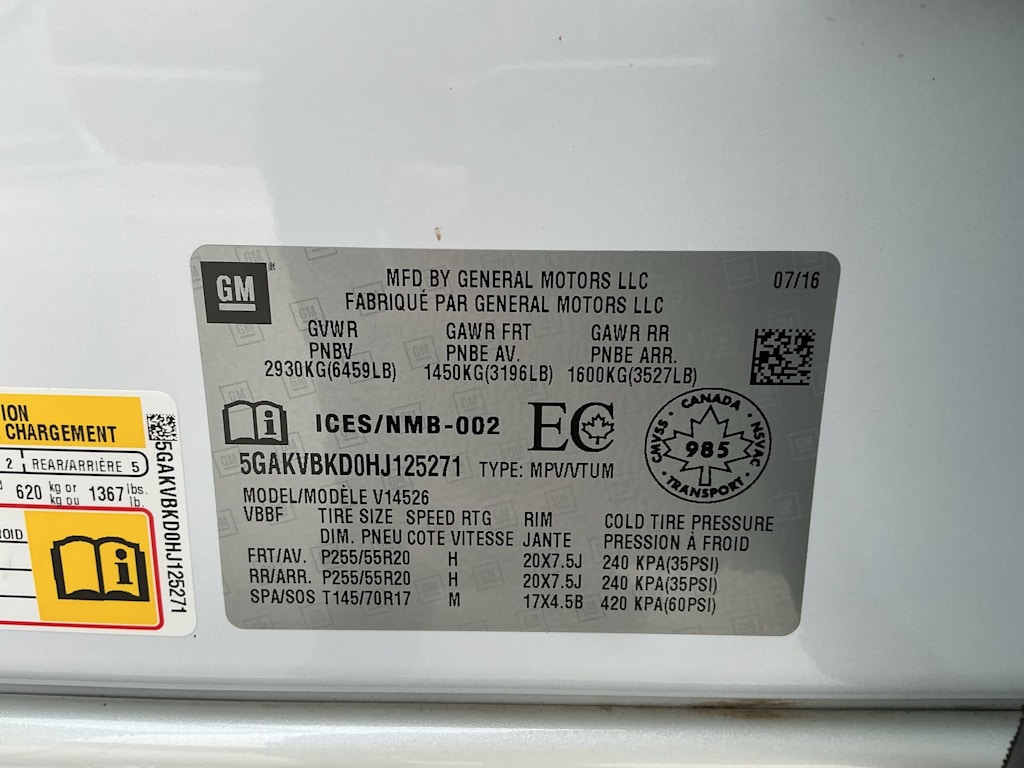 GM
MFD BY GENERAL MOTORS LLC
07/16
FABRIQUÉ PAR GENERAL MOTORS LLC
GVWR GAWR FRT GAWR RR
PNBV PNBE AV. PNBE ARR.
2930KG(6459LB) 1450KG(3196LB) 1600KG(3527LB)
i ICES/NMB-002 EC
CANADA
CMVSS 985 NSVAC
TRANSPORT
5GAKVBKD0HJ125271 TYPE: MPV/VTUM
MODEL/MODÈLE V14526
VBBF TIRE SIZE SPEED RTG RIM COLD TIRE PRESSURE
DIM. PNEU COTE VITESSE JANTE PRESSION À FROID
FRT/AV. P255/55R20 H 20X7.5J 240 KPA(35PSI)
RR/ARR. P255/55R20 H 20X7.5J 240 KPA(35PSI)
SPA/SOS T145/70R17 M 17X4.5B 420 KPA(60PSI)
ION
CHARGEMENT
2 REAR/ARRIÈRE 5
620 kg or 1367 lbs.
kg ou lb.
ROID
i
5GAKVBKD0HJ125271